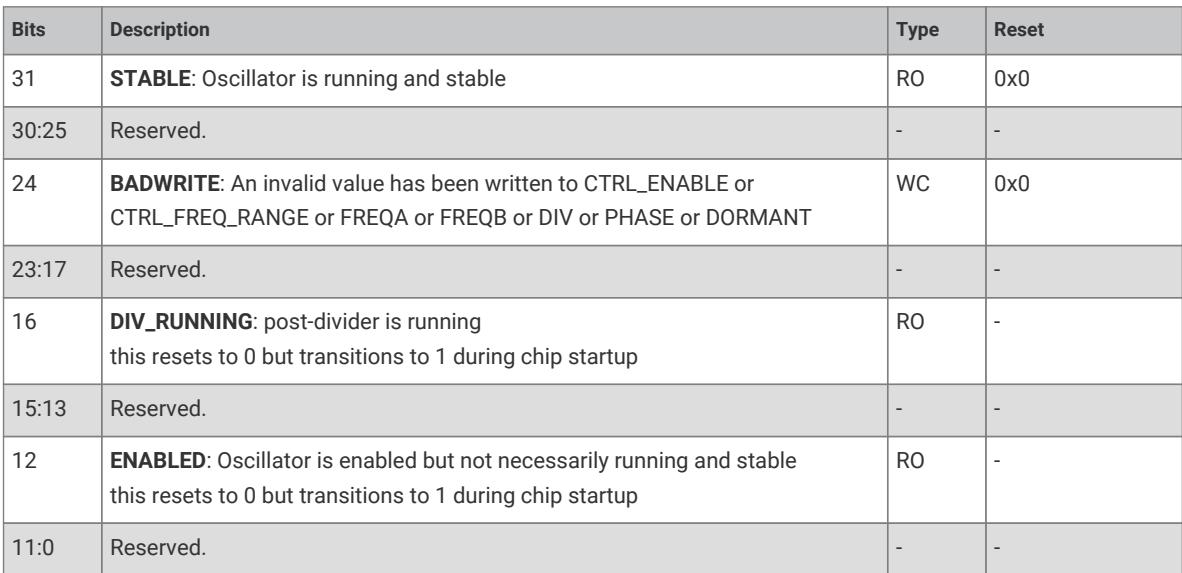 Bits Description Type Reset
31 STABLE: Oscillator is running and stable RO 0x0
30:25 Reserved. - -
24 BADWRITE: An invalid value has been written to CTRL_ENABLE or WC 0x0
CTRL_FREQ_RANGE or FREQA or FREQB or DIV or PHASE or DORMANT
23:17 Reserved. - -
16 DIV_RUNNING: post-divider is running RO -
this resets to 0 but transitions to 1 during chip startup
15:13 Reserved. - -
12 ENABLED: Oscillator is enabled but not necessarily running and stable RO -
this resets to 0 but transitions to 1 during chip startup
11:0 Reserved. - -